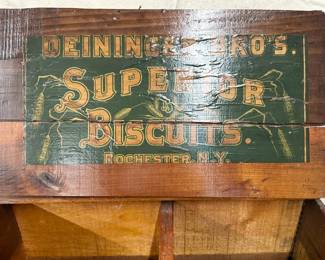 DEININGER BRO'S.
SUPERIOR
BISCUITS.
ROCHESTER, N.Y.